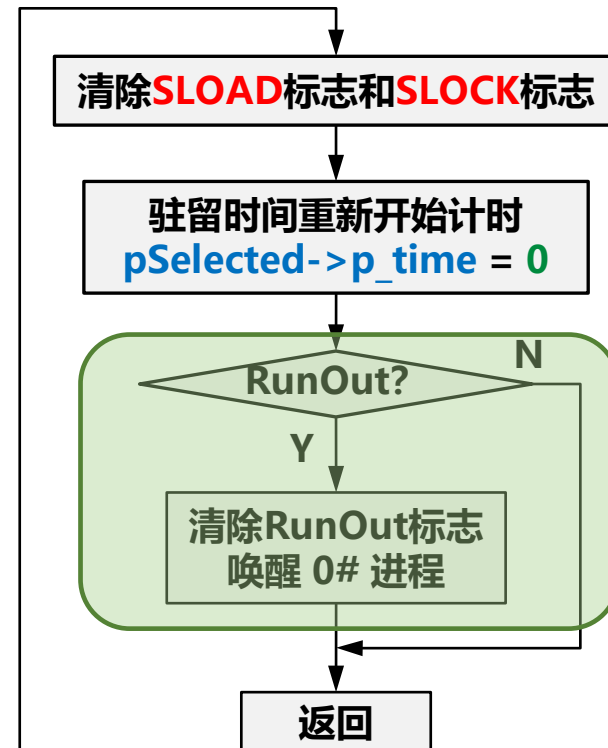 清除SLOAD标志和SLOCK标志
驻留时间重新开始计时
pSelected->p_time = 0
N
RunOut?
Y
清除RunOut标志
唤醒 0# 进程
返回